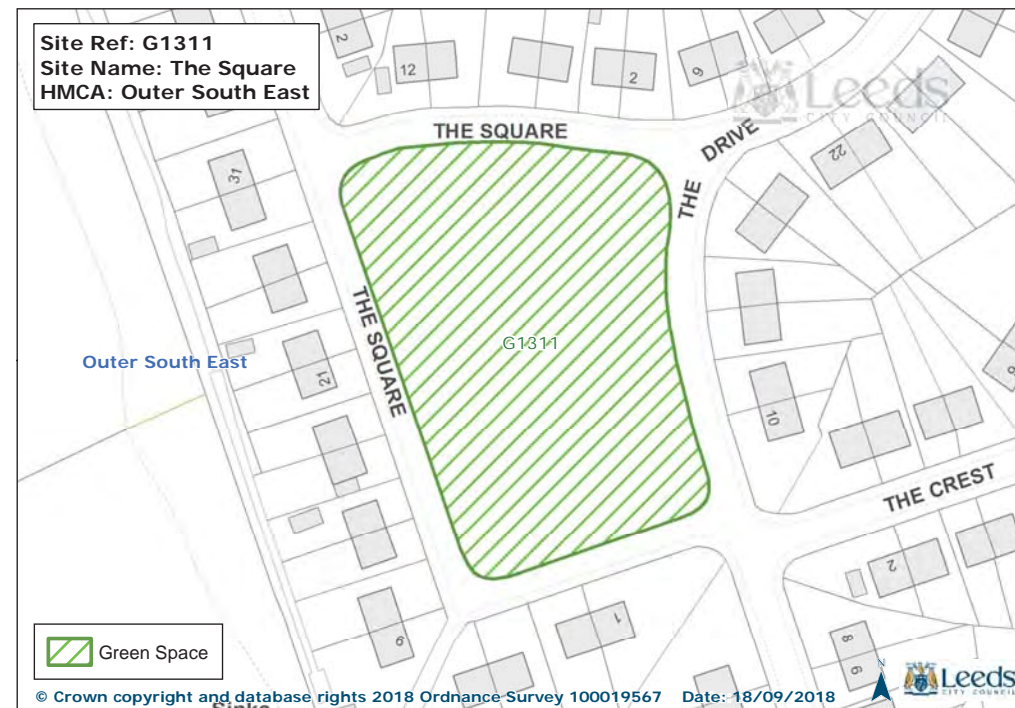 Site Ref: G1311
Site Name: The Square
HMCA: Outer South East
2
12
2
9
Leeds
CITY COUNCIL
THE SQUARE
THE DRIVE
22
31
THE SQUARE
G1311
Outer South East
21
10
9
THE CREST
2
1
9
8
6
Green Space
N
Leeds
CITY COUNCIL
© Crown copyright and database rights 2018 Ordnance Survey 100019567 Date: 18/09/2018
Sinks